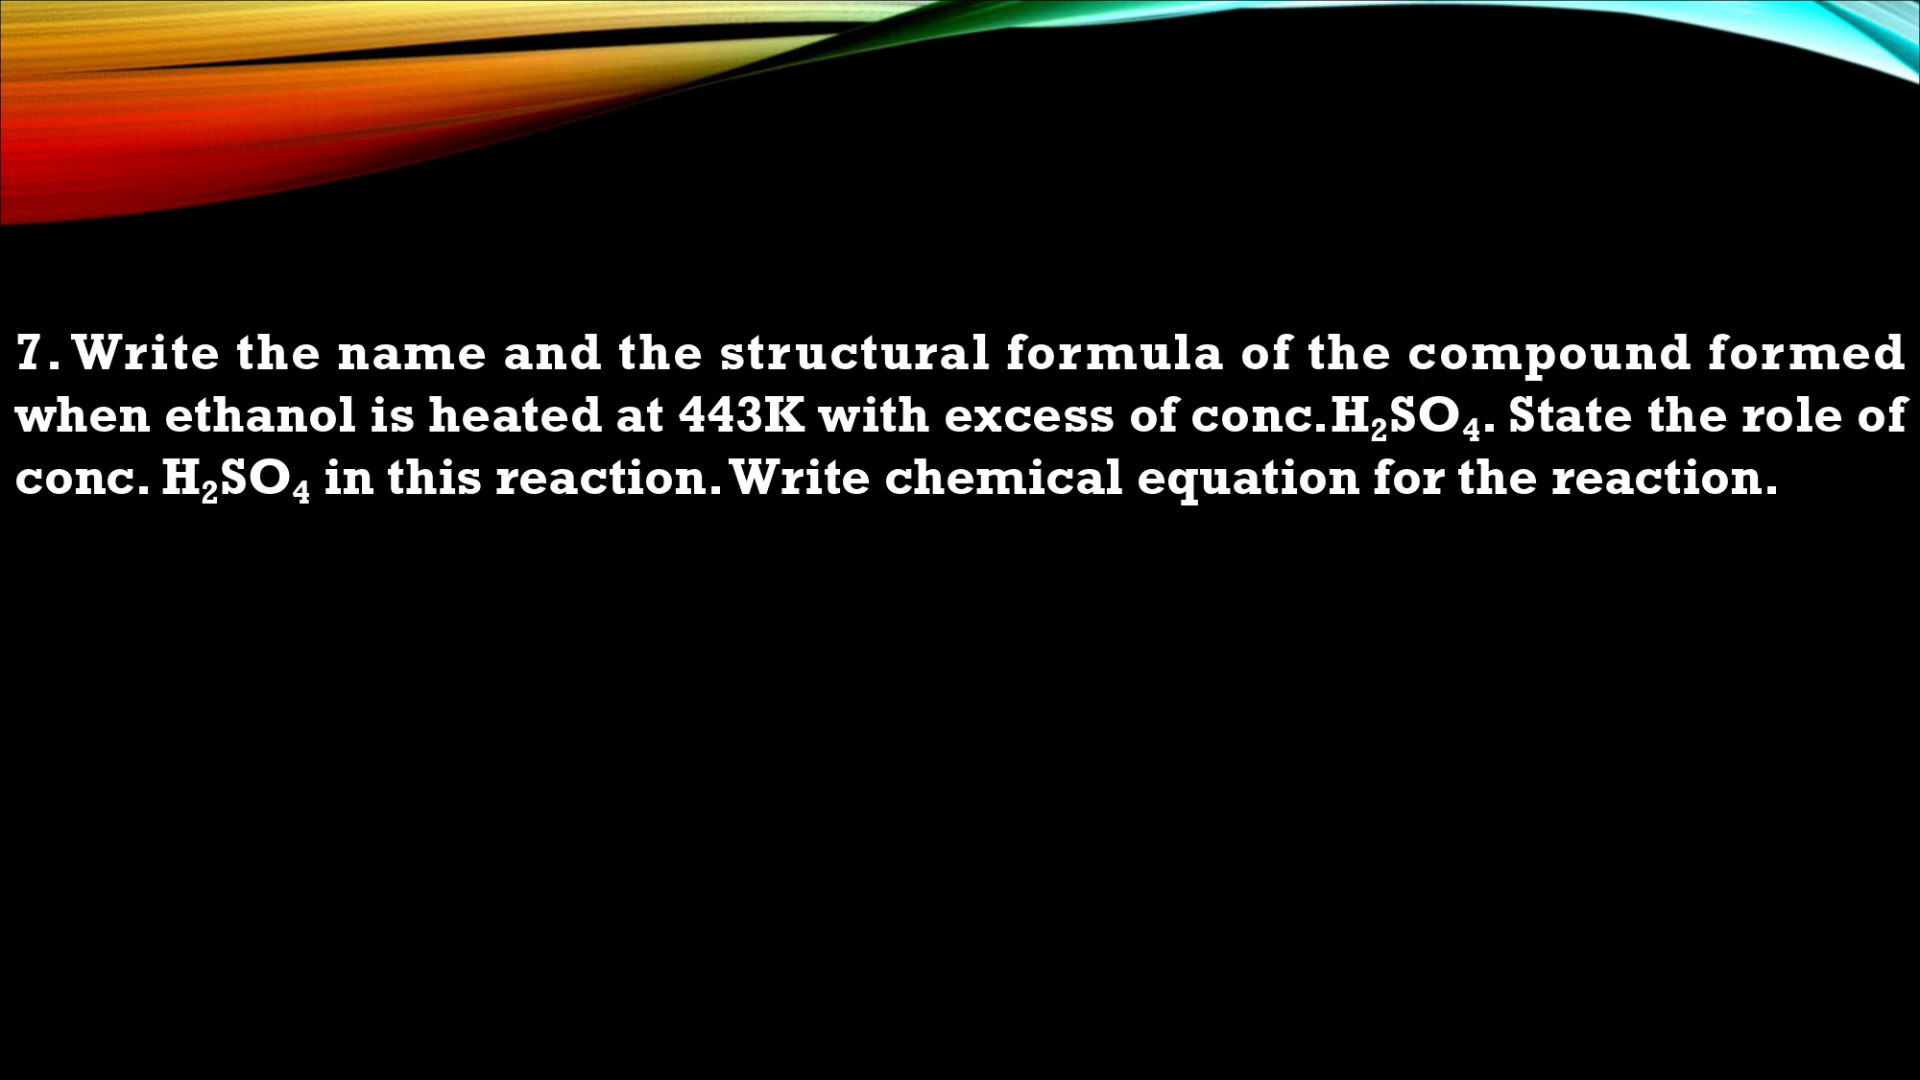 7. Write the name and the structural formula of the compound formed
when ethanol is heated at 443K with excess of conc.H₂SO₄. State the role of
conc. H₂SO₄ in this reaction. Write chemical equation for the reaction.